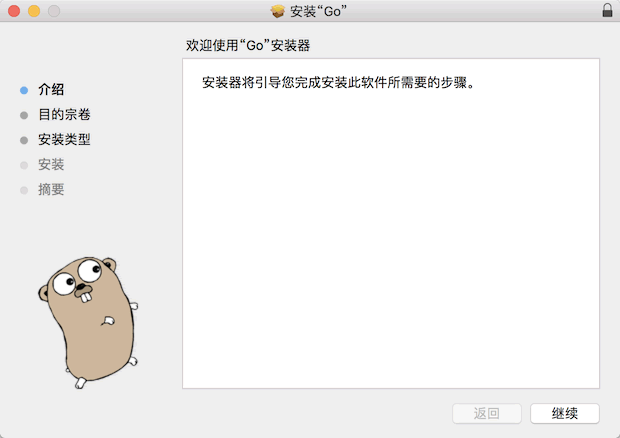 安装“Go”
欢迎使用“Go”安装器
介绍
目的宗卷
安装类型
安装
摘要
安装器将引导您完成安装此软件所需要的步骤。
返回
继续